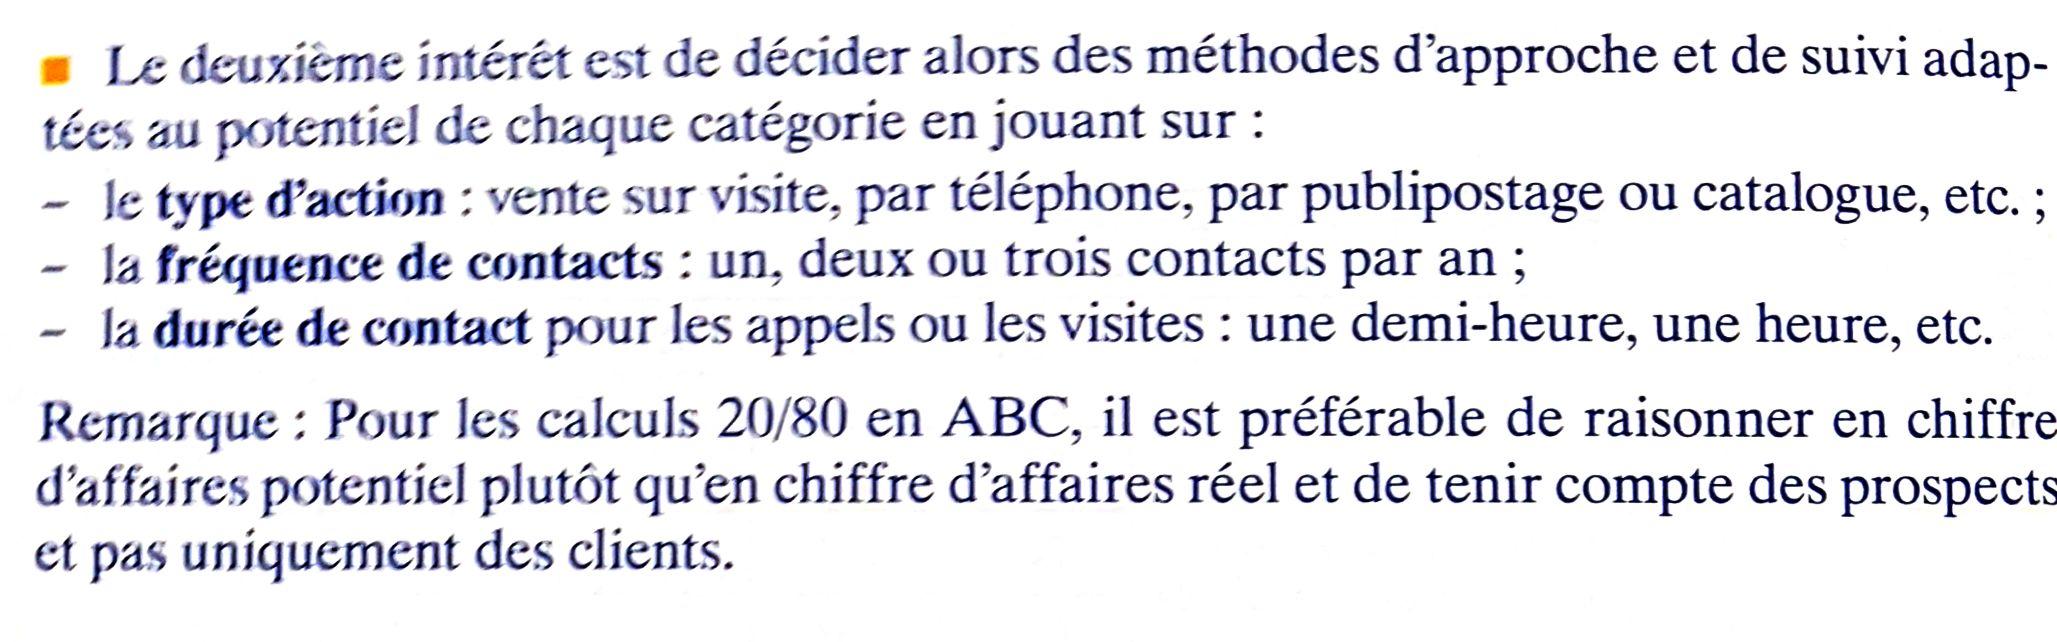 Le deuxième intérêt est de décider alors des méthodes d'approche et de suivi adap-
tées au potentiel de chaque catégorie en jouant sur :
– le type d'action : vente sur visite, par téléphone, par publipostage ou catalogue, etc. ;
– la fréquence de contacts : un, deux ou trois contacts par an ;
– la durée de contact pour les appels ou les visites : une demi-heure, une heure, etc.
Remarque : Pour les calculs 20/80 en ABC, il est préférable de raisonner en chiffre
d'affaires potentiel plutôt qu'en chiffre d'affaires réel et de tenir compte des prospects
et pas uniquement des clients.